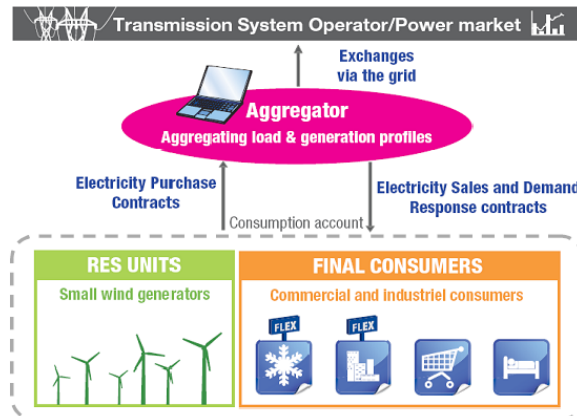 Transmission System Operator/Power market
Exchanges
via the grid
Aggregator
Aggregating load & generation profiles
Electricity Purchase
Contracts
Electricity Sales and Demand
Response contracts
Consumption account
RES UNITS
Small wind generators
FINAL CONSUMERS
Commercial and industriel consumers
FLEX
FLEX